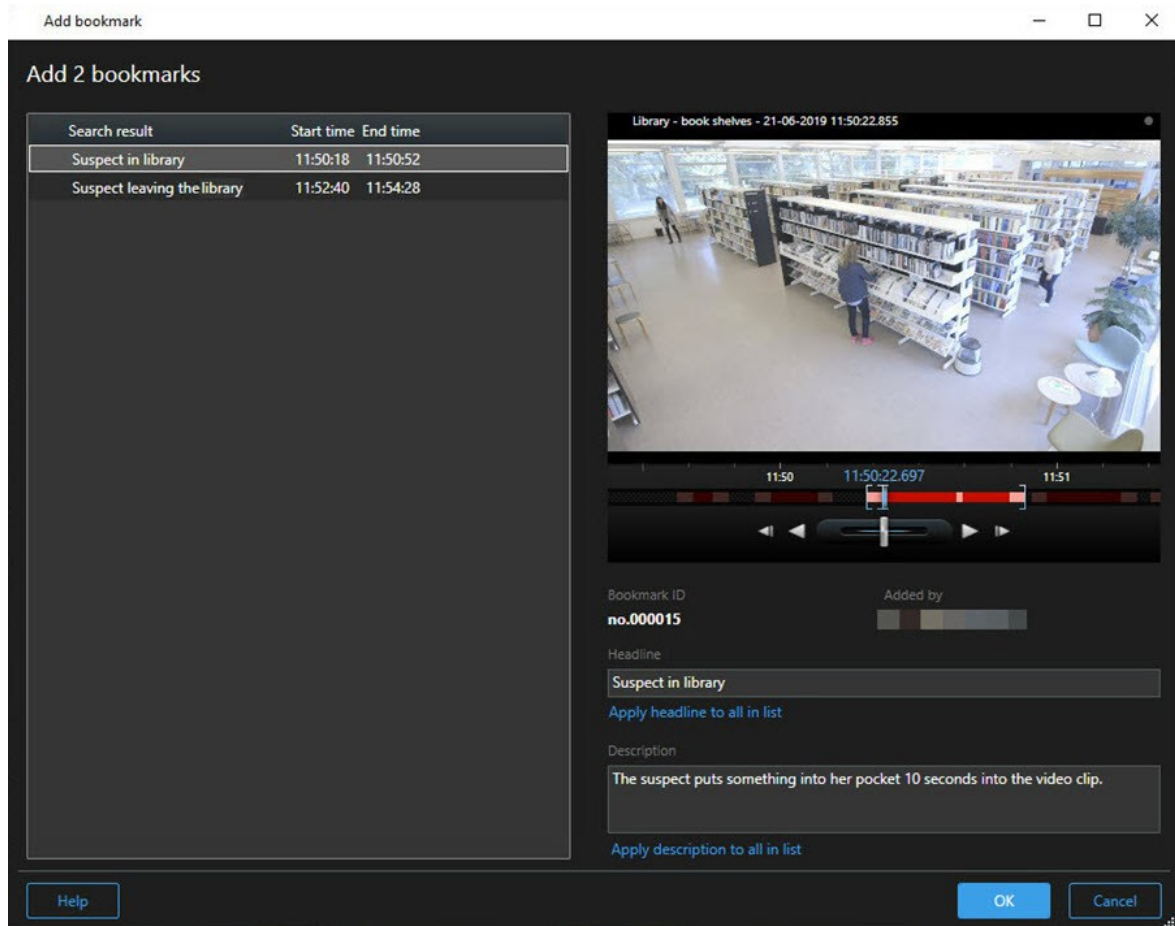 Add bookmark
Add 2 bookmarks
Search result Start time End time
Suspect in library 11:50:18 11:50:52
Suspect leaving the library 11:52:40 11:54:28
Library - book shelves - 21-06-2019 11:50:22.855
11:50 11:50:22.697 11:51
Bookmark ID Added by
no.000015
Headline
Suspect in library
Apply headline to all in list
Description
The suspect puts something into her pocket 10 seconds into the video clip.
Apply description to all in list
Help OK Cancel